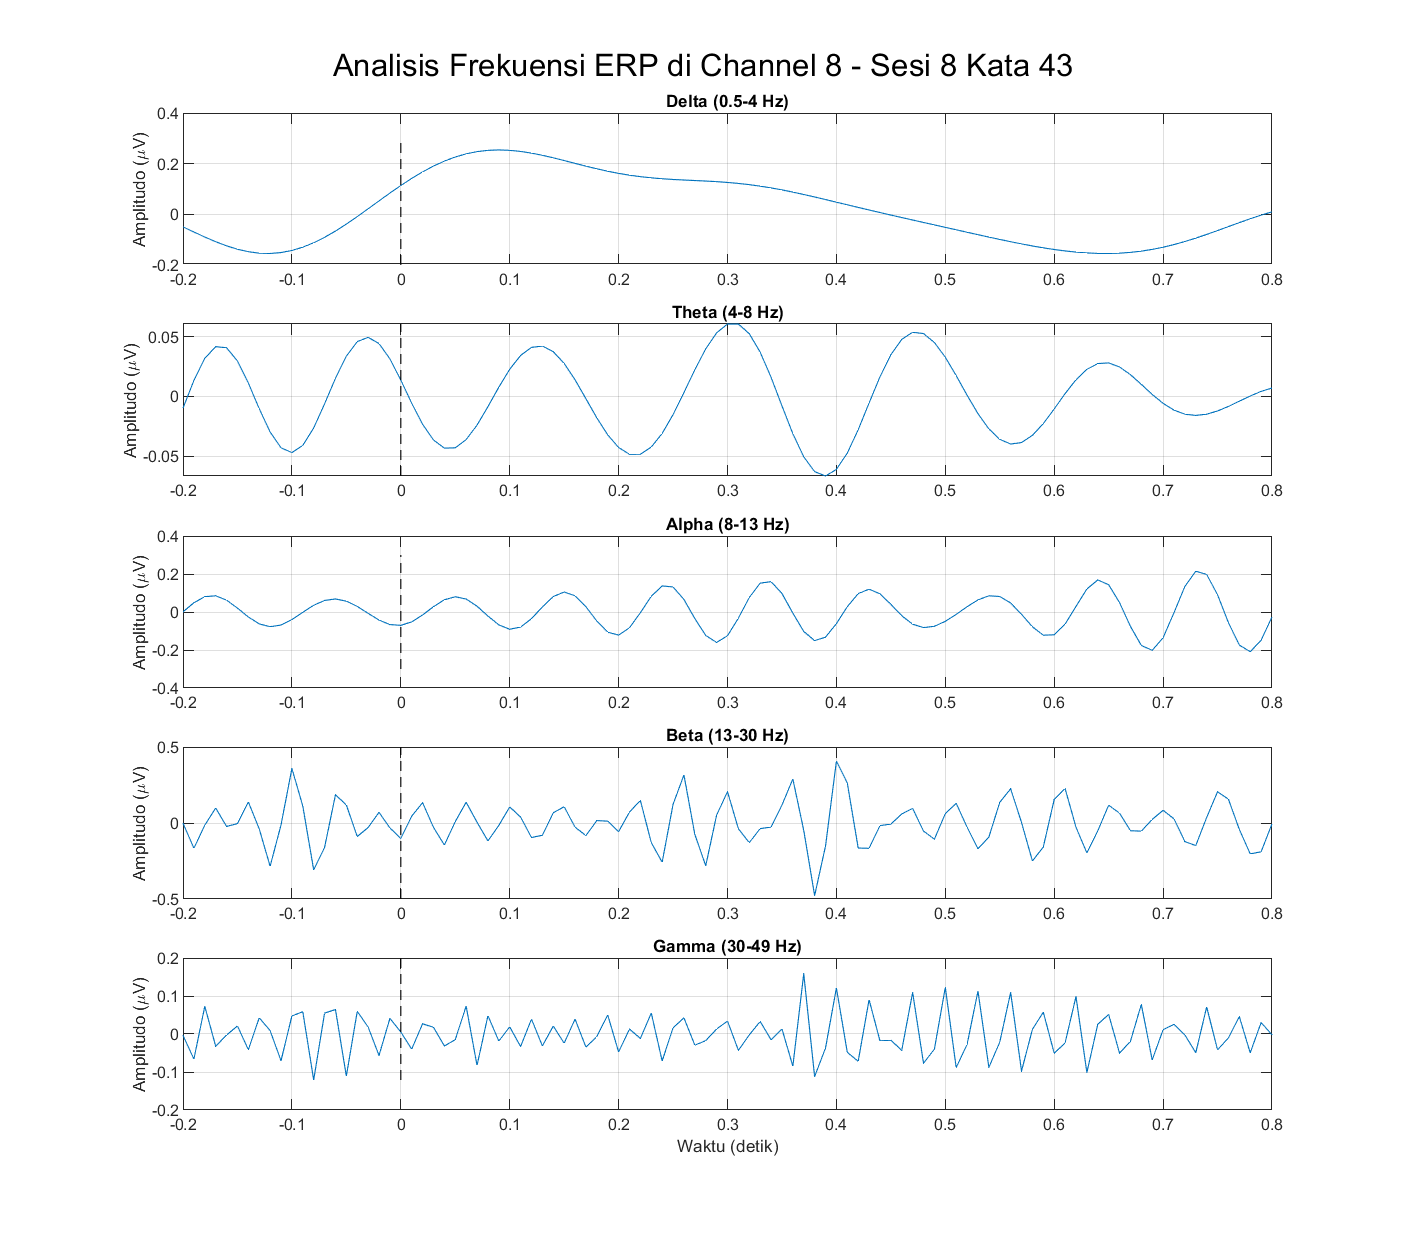 Analisis Frekuensi ERP di Channel 8 - Sesi 8 Kata 43
Delta (0.5-4 Hz)
Amplitudo (μV)
0.4
0.2
0
-0.2
-0.2 -0.1 0 0.1 0.2 0.3 0.4 0.5 0.6 0.7 0.8
Theta (4-8 Hz)
Amplitudo (μV)
0.05
0
-0.05
-0.2 -0.1 0 0.1 0.2 0.3 0.4 0.5 0.6 0.7 0.8
Alpha (8-13 Hz)
Amplitudo (μV)
0.4
0.2
0
-0.2
-0.4
-0.2 -0.1 0 0.1 0.2 0.3 0.4 0.5 0.6 0.7 0.8
Beta (13-30 Hz)
Amplitudo (μV)
0.5
0
-0.5
-0.2 -0.1 0 0.1 0.2 0.3 0.4 0.5 0.6 0.7 0.8
Gamma (30-49 Hz)
Amplitudo (μV)
0.2
0.1
0
-0.1
-0.2
-0.2 -0.1 0 0.1 0.2 0.3 0.4 0.5 0.6 0.7 0.8
Waktu (detik)